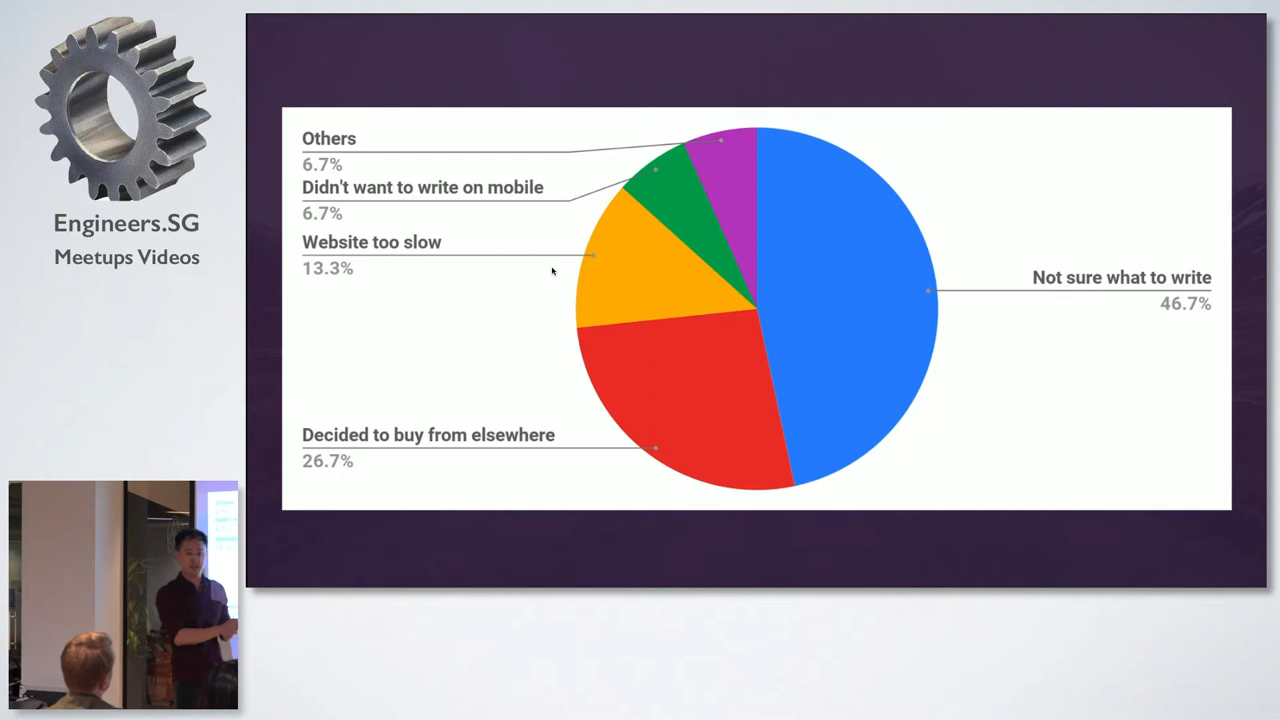 Engineers.SG
Meetups Videos
Others
6.7%
Didn't want to write on mobile
6.7%
Website too slow
13.3%
Decided to buy from elsewhere
26.7%
Not sure what to write
46.7%